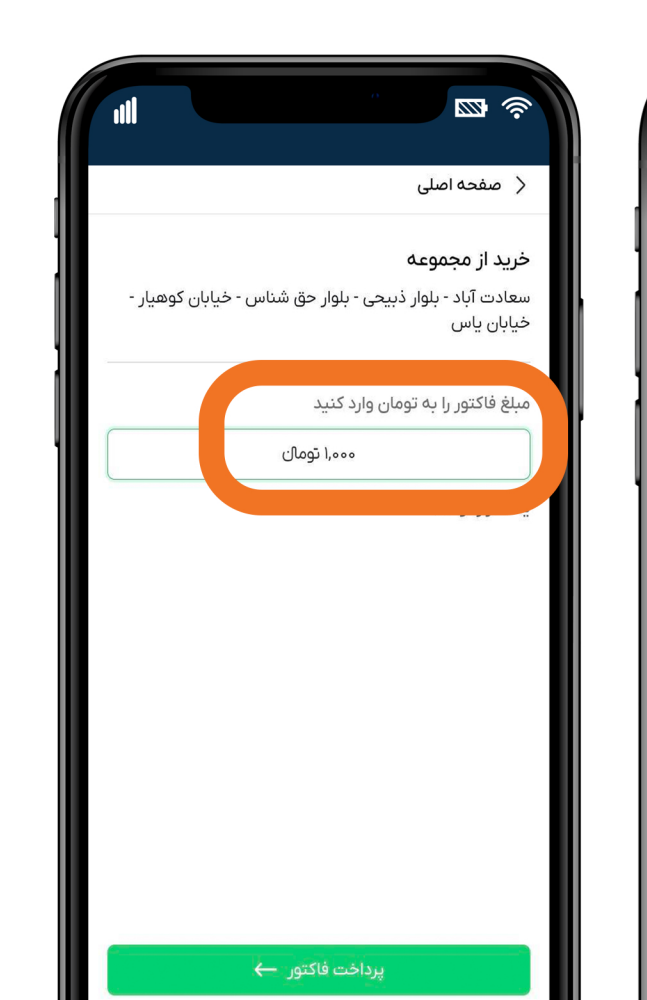 صفحه اصلی
خرید از مجموعه
سعادت آباد - بلوار ذبیحی - بلوار حق شناس - خیابان کوهیار -
خیابان یاس
مبلغ فاکتور را به تومان وارد کنید
۱,۰۰۰ تومان
پرداخت فاکتور